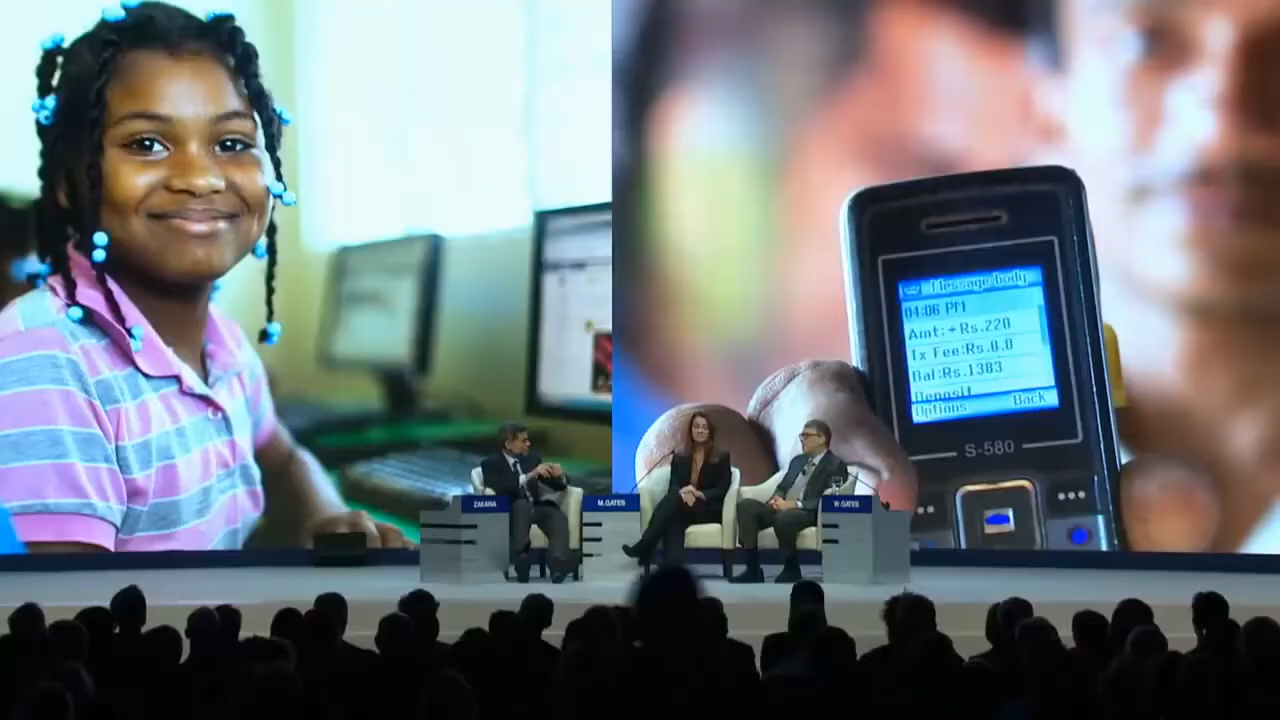 Message body
04:06 PM
Amt:+Rs.220
Tx Fee:Rs.0.0
Bal:Rs.1383
Deposit
Options Back
S-580
ZAKARIA
M.GATES
W.GATES